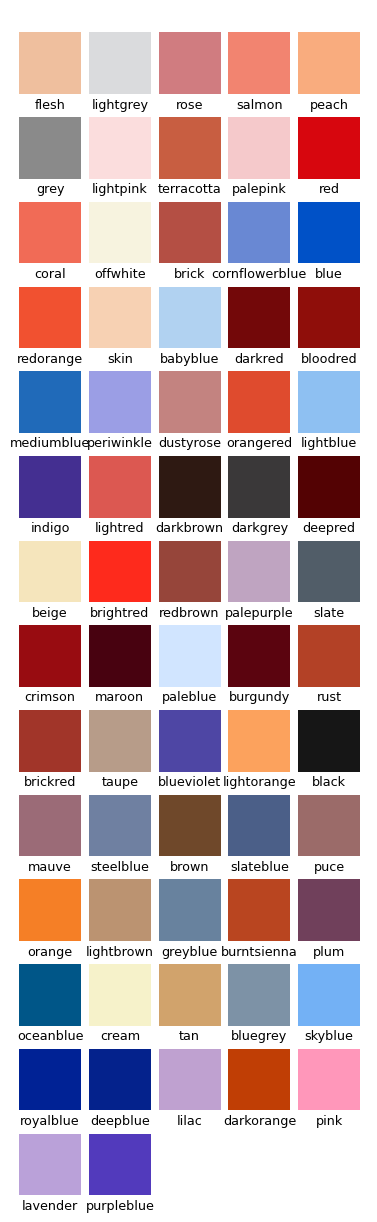 flesh lightgrey rose salmon peach
grey lightpink terracotta palepink red
coral offwhite brick cornflowerblue blue
redorange skin babyblue darkred bloodred
mediumblue periwinkle dustyrose orangered lightblue
indigo lightred darkbrown darkgrey deepred
beige brightred redbrown palepurple slate
crimson maroon paleblue burgundy rust
brickred taupe blueviolet lightorange black
mauve steelblue brown slateblue puce
orange lightbrown greyblue burntsienna plum
oceanblue cream tan bluegrey skyblue
royalblue deepblue lilac darkorange pink
lavender purpleblue